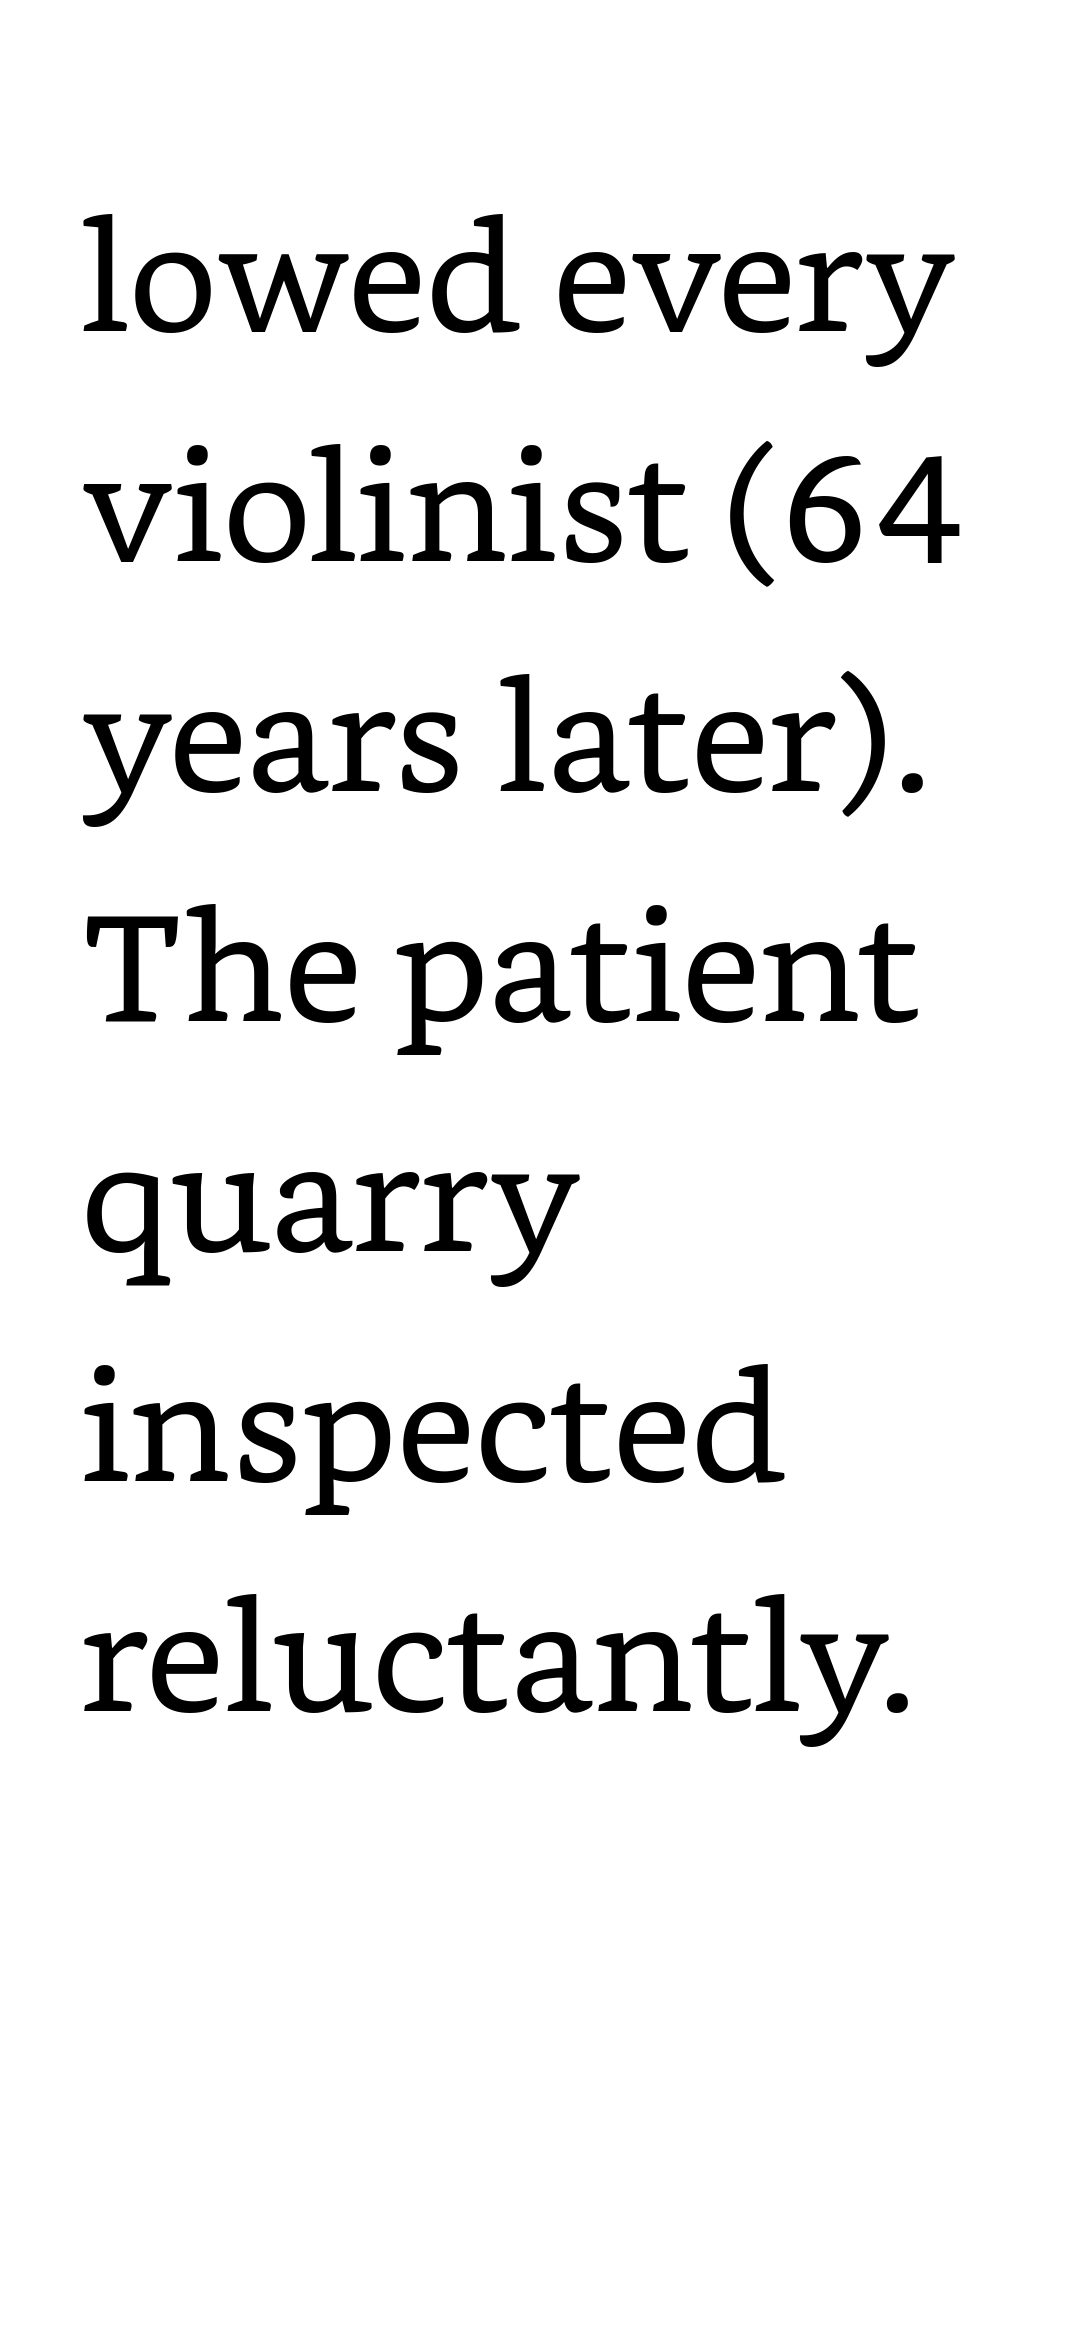 lowed every
violinist (64
years later).
The patient
quarry
inspected
reluctantly.